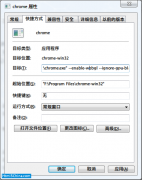 chrome 属性
常规 快捷方式 兼容性 安全 详细信息 以前的版本
chrome
目标类型: 应用程序
目标位置: chrome-win32
目标(T): "chrome.exe" --enable-webgl --ignore-gpu-bl
起始位置(S): "F:\Program Files\chrome-win32"
快捷键(K): 无
运行方式(R): 常规窗口
备注(O):
打开文件位置(F) 更改图标(C)... 高级(D)...
确定 取消 应用(A)